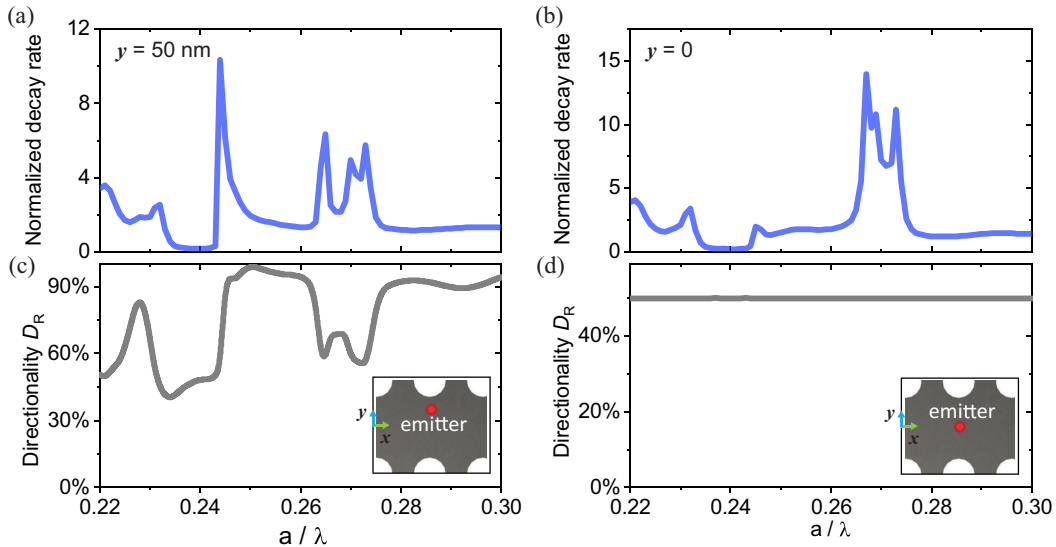 (a)
y = 50 nm
Normalized decay rate
12
8
4
0
(b)
y = 0
Normalized decay rate
15
10
5
0
(c)
Directionality D_R
90%
60%
30%
0%
y
x
emitter
0.22
0.24
0.26
0.28
0.30
a / λ
(d)
Directionality D_R
40%
20%
0%
y
x
emitter
0.22
0.24
0.26
0.28
0.30
a / λ